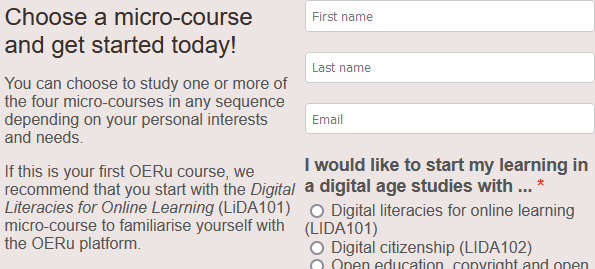 Choose a micro-course
and get started today!
You can choose to study one or more of
the four micro-courses in any sequence
depending on your personal interests
and needs.
If this is your first OERu course, we
recommend that you start with the Digital
Literacies for Online Learning (LiDA101)
micro-course to familiarise yourself with
the OERu platform.
First name
Last name
Email
I would like to start my learning in
a digital age studies with ... *
Digital literacies for online learning
(LIDA101)
Digital citizenship (LIDA102)
Open education, copyright and open